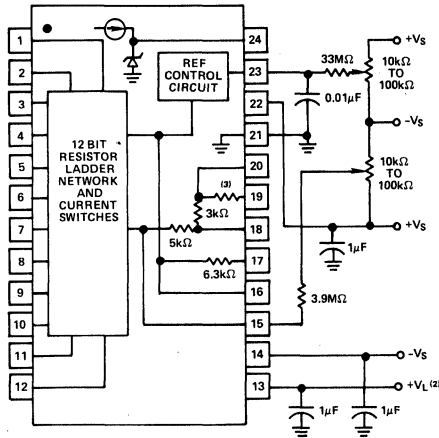 1
2
3
4
5
6
7
8
9
10
11
12
24
23
22
21
20
19
18
17
16
15
14
13
REF
CONTROL
CIRCUIT
12 BIT
RESISTOR
LADDER
NETWORK
AND
CURRENT
SWITCHES
(3)
3kΩ
5kΩ
6.3kΩ
33MΩ
0.01μF
+VS
10kΩ
TO
100kΩ
-VS
10kΩ
TO
100kΩ
+VS
1μF
3.9MΩ
-VS
+VL (2)
1μF
1μF